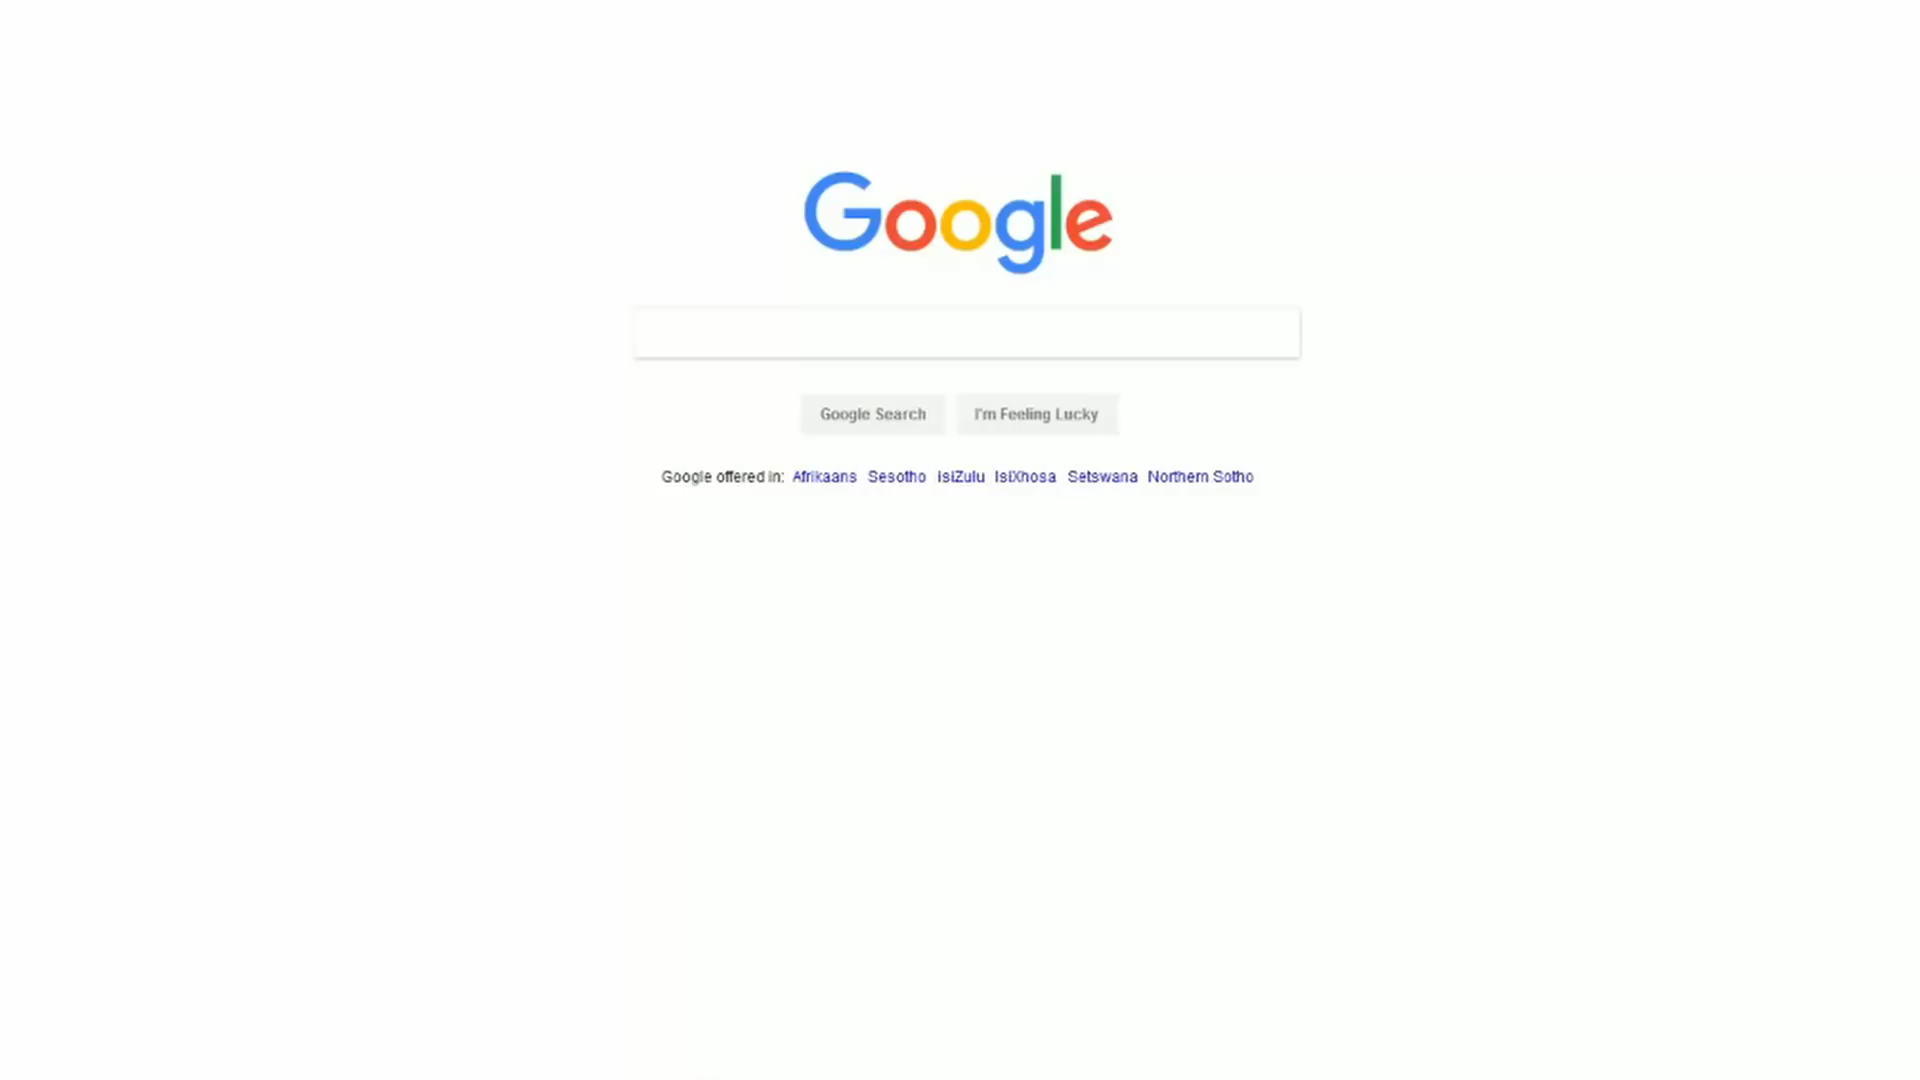 Google
Google Search I'm Feeling Lucky
Google offered in: Afrikaans Sesotho isiZulu IsiXhosa Setswana Northern Sotho